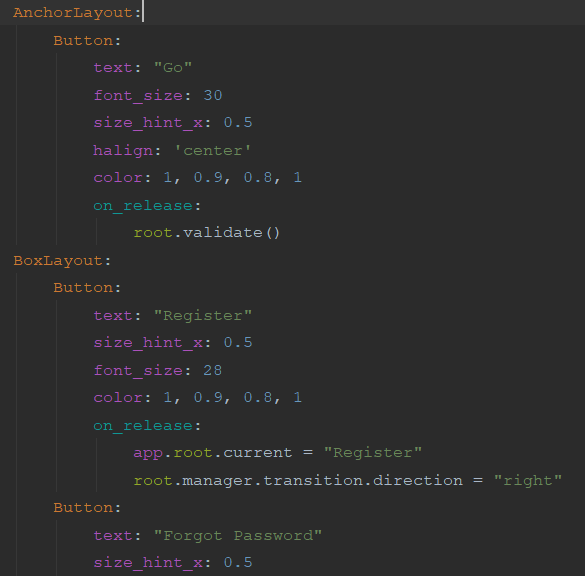 AnchorLayout:
    Button:
        text: "Go"
        font_size: 30
        size_hint_x: 0.5
        halign: 'center'
        color: 1, 0.9, 0.8, 1
        on_release:
            root.validate()
BoxLayout:
    Button:
        text: "Register"
        size_hint_x: 0.5
        font_size: 28
        color: 1, 0.9, 0.8, 1
        on_release:
            app.root.current = "Register"
            root.manager.transition.direction = "right"
    Button:
        text: "Forgot Password"
        size_hint_x: 0.5